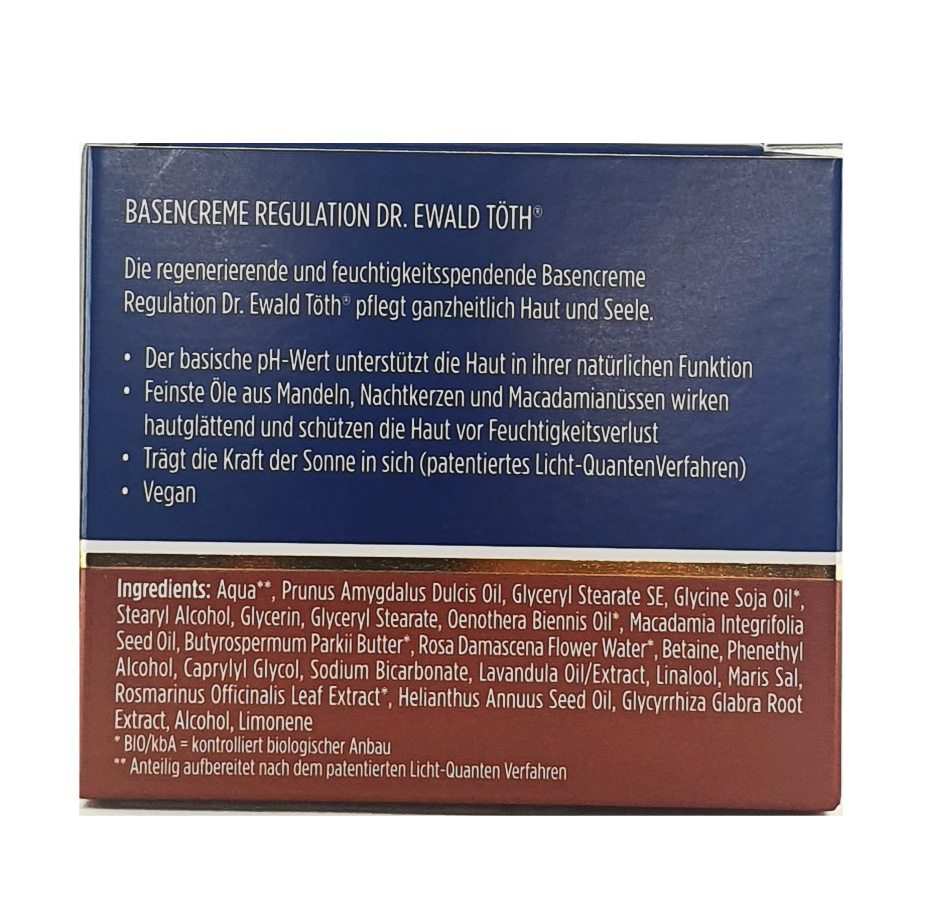 BASENCREME REGULATION DR. EWALD TÖTH®
Die regenerierende und feuchtigkeitsspendende Basencreme
Regulation Dr. Ewald Töth® pflegt ganzheitlich Haut und Seele.
• Der basische pH-Wert unterstützt die Haut in ihrer natürlichen Funktion
• Feinste Öle aus Mandeln, Nachtkerzen und Macadamianüssen wirken
hautglättend und schützen die Haut vor Feuchtigkeitsverlust
• Trägt die Kraft der Sonne in sich (patentiertes Licht-QuantenVerfahren)
• Vegan
Ingredients: Aqua**, Prunus Amygdalus Dulcis Oil, Glyceryl Stearate SE, Glycine Soja Oil*,
Stearyl Alcohol, Glycerin, Glyceryl Stearate, Oenothera Biennis Oil*, Macadamia Integrifolia
Seed Oil, Butyrospermum Parkii Butter*, Rosa Damascena Flower Water*, Betaine, Phenethyl
Alcohol, Caprylyl Glycol, Sodium Bicarbonate, Lavandula Oil/Extract, Linalool, Maris Sal,
Rosmarinus Officinalis Leaf Extract*, Helianthus Annuus Seed Oil, Glycyrrhiza Glabra Root
Extract, Alcohol, Limonene
* BIO/kbA = kontrolliert biologischer Anbau
** Anteilig aufbereitet nach dem patentierten Licht-Quanten Verfahren